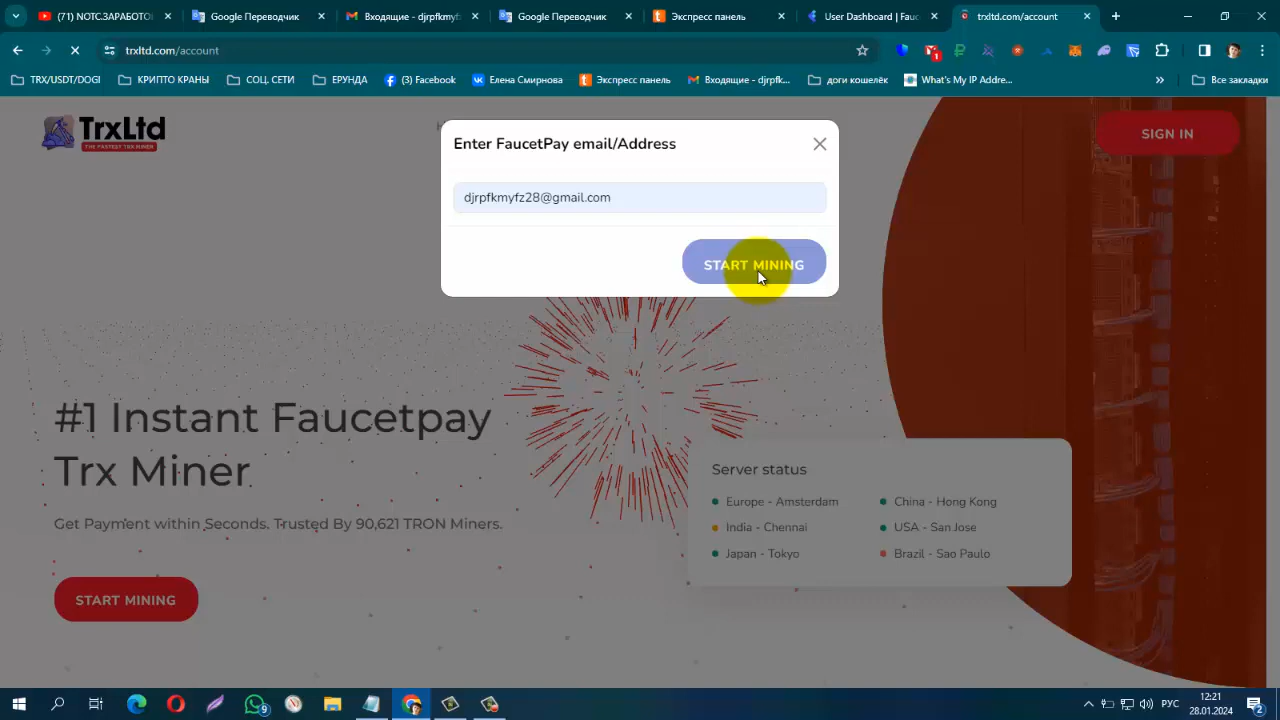 (71) NOTC.ЗАРАБОТО
Google Переводчик
Входящие - djrpfkmyfz
Google Переводчик
Экспресс панель
User Dashboard | Fauc
trxltd.com/account
trxltd.com/account
1
TRX/USDT/DOGI
КРИПТО КРАНЫ
СОЦ. СЕТИ
ЕРУНДА
(3) Facebook
Елена Смирнова
Экспресс панель
Входящие - djrpfk...
доги кошелёк
What's My IP Addre...
Все закладки
TrxLtd
THE FASTEST TRX MINER
SIGN IN
Enter FaucetPay email/Address
djrpfkmyfz28@gmail.com
START MINING
#1 Instant Faucetpay
Trx Miner
Get Payment within Seconds. Trusted By 90,621 TRON Miners.
START MINING
Server status
Europe - Amsterdam
China - Hong Kong
India - Chennai
USA - San Jose
Japan - Tokyo
Brazil - Sao Paulo
9
РУС
12:21
28.01.2024
2